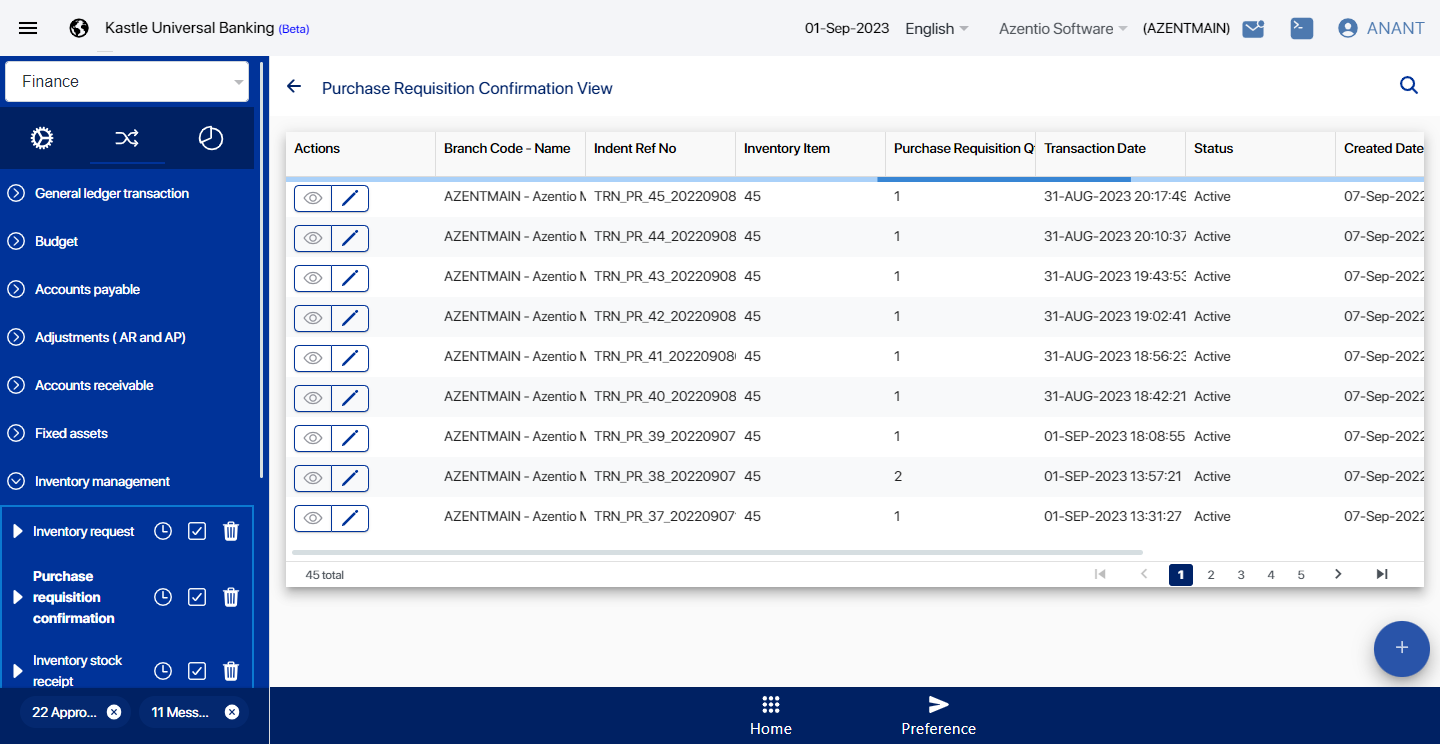 Kastle Universal Banking (Beta)
01-Sep-2023 English Azentio Software (AZENTMAIN) ANANT
Finance
General ledger transaction
Budget
Accounts payable
Adjustments ( AR and AP)
Accounts receivable
Fixed assets
Inventory management
Inventory request
Purchase
requisition
confirmation
Inventory stock
receipt
22 Appro... 11 Mess...
Purchase Requisition Confirmation View
Actions Branch Code - Name Indent Ref No Inventory Item Purchase Requisition Q Transaction Date Status Created Date
AZENTMAIN - Azentio M TRN_PR_45_20220908 45 1 31-AUG-2023 20:17:49 Active 07-Sep-2022
AZENTMAIN - Azentio M TRN_PR_44_20220908 45 1 31-AUG-2023 20:10:37 Active 07-Sep-2022
AZENTMAIN - Azentio M TRN_PR_43_20220908 45 1 31-AUG-2023 19:43:53 Active 07-Sep-2022
AZENTMAIN - Azentio M TRN_PR_42_20220908 45 1 31-AUG-2023 19:02:41 Active 07-Sep-2022
AZENTMAIN - Azentio M TRN_PR_41_20220908 45 1 31-AUG-2023 18:56:23 Active 07-Sep-2022
AZENTMAIN - Azentio M TRN_PR_40_20220908 45 1 31-AUG-2023 18:42:21 Active 07-Sep-2022
AZENTMAIN - Azentio M TRN_PR_39_20220907 45 1 01-SEP-2023 18:08:55 Active 07-Sep-2022
AZENTMAIN - Azentio M TRN_PR_38_20220907 45 2 01-SEP-2023 13:57:21 Active 07-Sep-2022
AZENTMAIN - Azentio M TRN_PR_37_20220907 45 1 01-SEP-2023 13:31:27 Active 07-Sep-2022
45 total 1 2 3 4 5
Home Preference